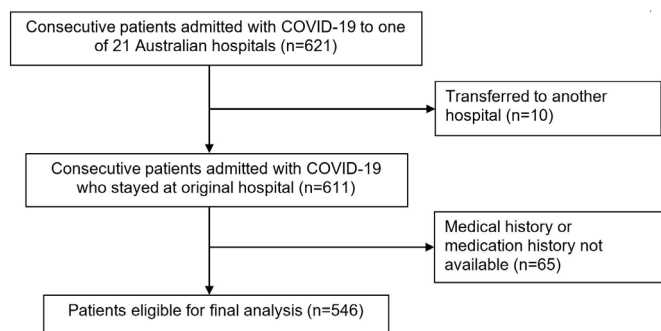 Consecutive patients admitted with COVID-19 to one
of 21 Australian hospitals (n=621)
Transferred to another
hospital (n=10)
Consecutive patients admitted with COVID-19
who stayed at original hospital (n=611)
Medical history or
medication history not
available (n=65)
Patients eligible for final analysis (n=546)